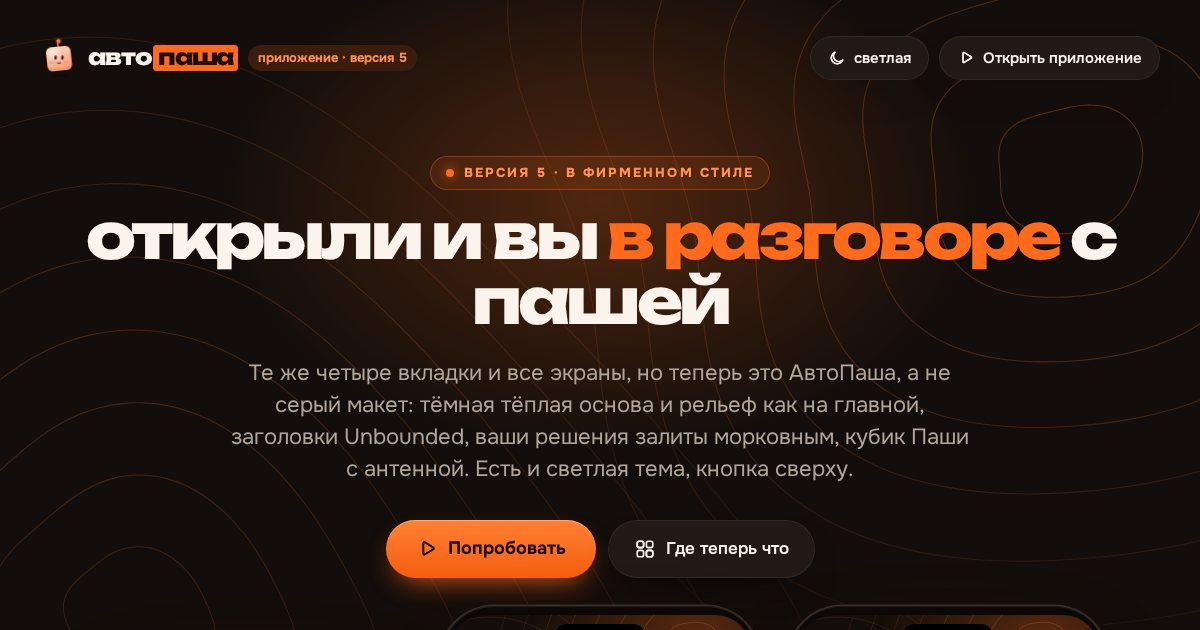 авто паша приложение · версия 5
светлая
Открыть приложение
ВЕРСИЯ 5 · В ФИРМЕННОМ СТИЛЕ
открыли и вы в разговоре с
пашей
Те же четыре вкладки и все экраны, но теперь это АвтоПаша, а не
серый макет: тёмная тёплая основа и рельеф как на главной,
заголовки Unbounded, ваши решения залиты морковным, кубик Паши
с антенной. Есть и светлая тема, кнопка сверху.
Попробовать
Где теперь что